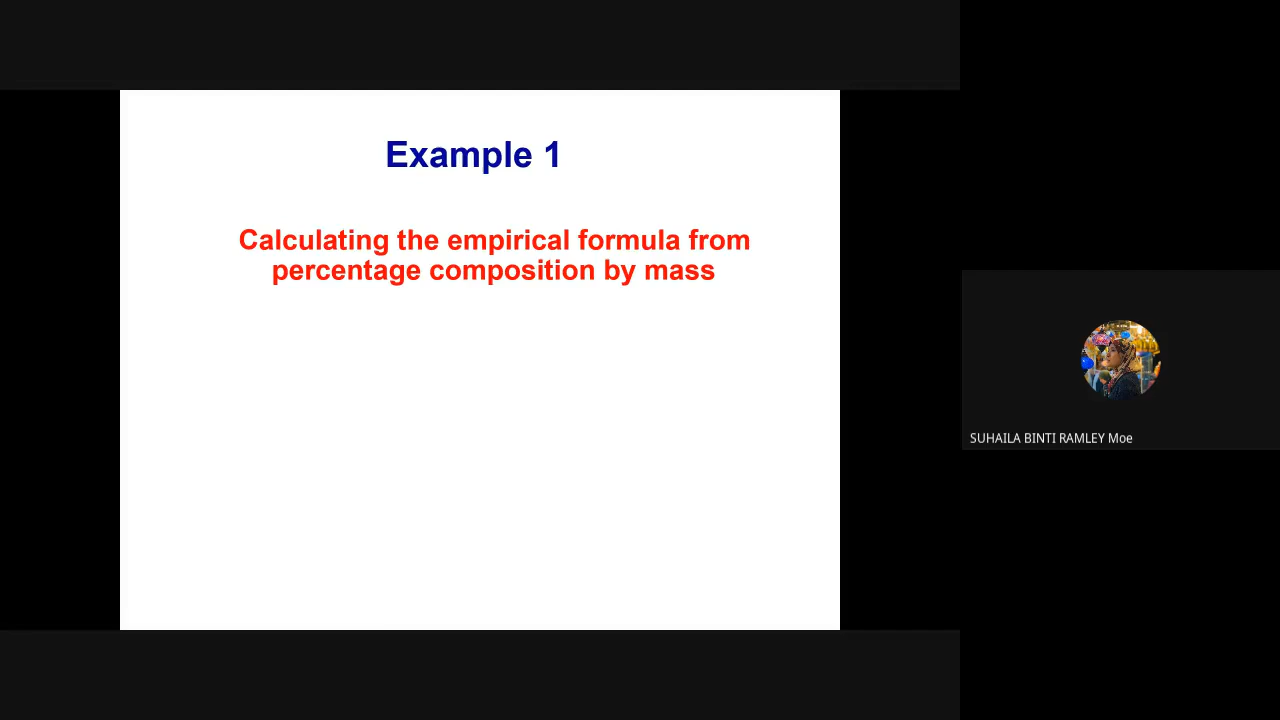 Example 1
Calculating the empirical formula from
percentage composition by mass
SUHAILA BINTI RAMLEY Moe